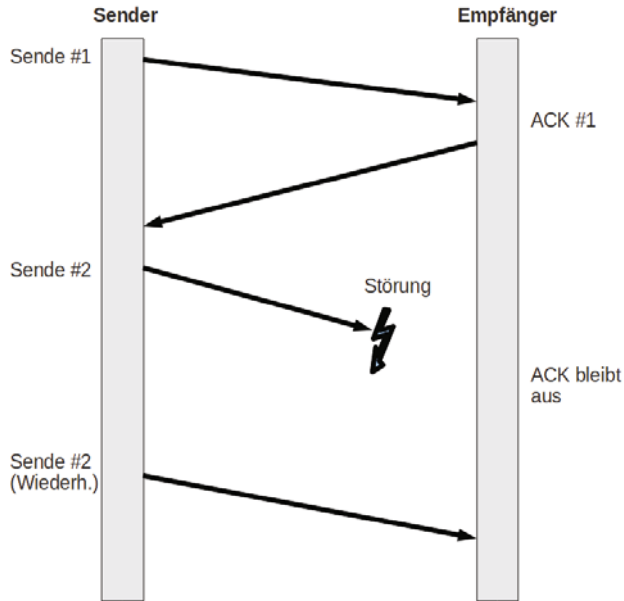 Sender
Empfänger
Sende #1
ACK #1
Sende #2
Störung
ACK bleibt
aus
Sende #2
(Wiederh.)